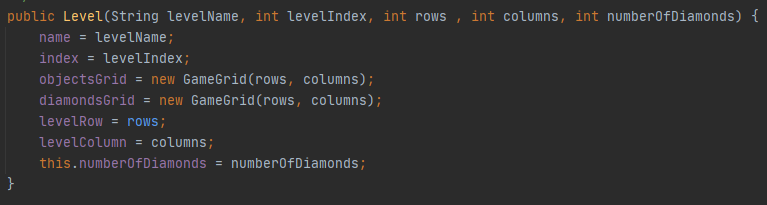 public Level(String levelName, int levelIndex, int rows , int columns, int numberOfDiamonds) {
name = levelName;
index = levelIndex;
objectsGrid = new GameGrid(rows, columns);
diamondsGrid = new GameGrid(rows, columns);
levelRow = rows;
levelColumn = columns;
this.numberOfDiamonds = numberOfDiamonds;
}